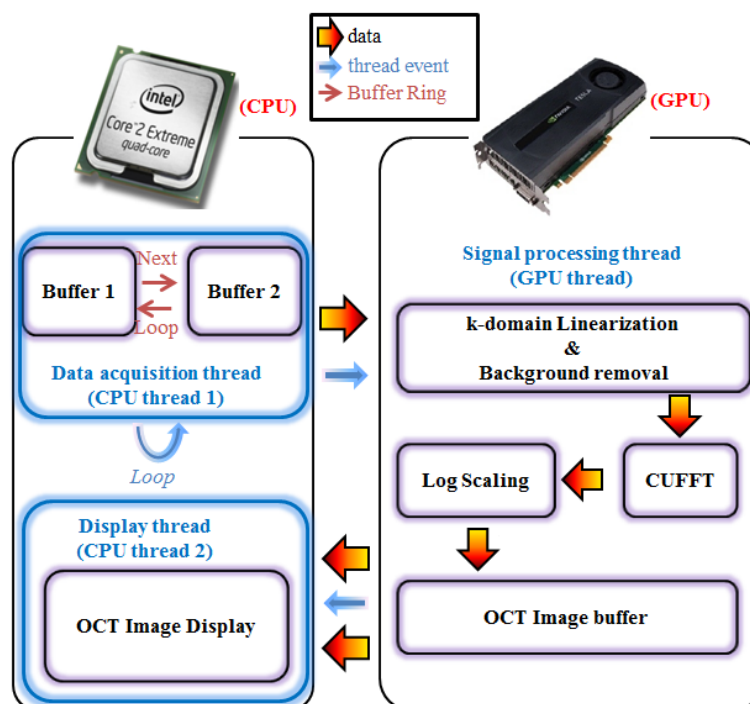 data
thread event
Buffer Ring
(CPU)
intel
Core 2 Extreme
quad-core
(GPU)
NVIDIA
TESLA
Buffer 1
Next
Loop
Buffer 2
Data acquisition thread
(CPU thread 1)
Loop
Display thread
(CPU thread 2)
OCT Image Display
Signal processing thread
(GPU thread)
k-domain Linearization
&
Background removal
CUFFT
Log Scaling
OCT Image buffer